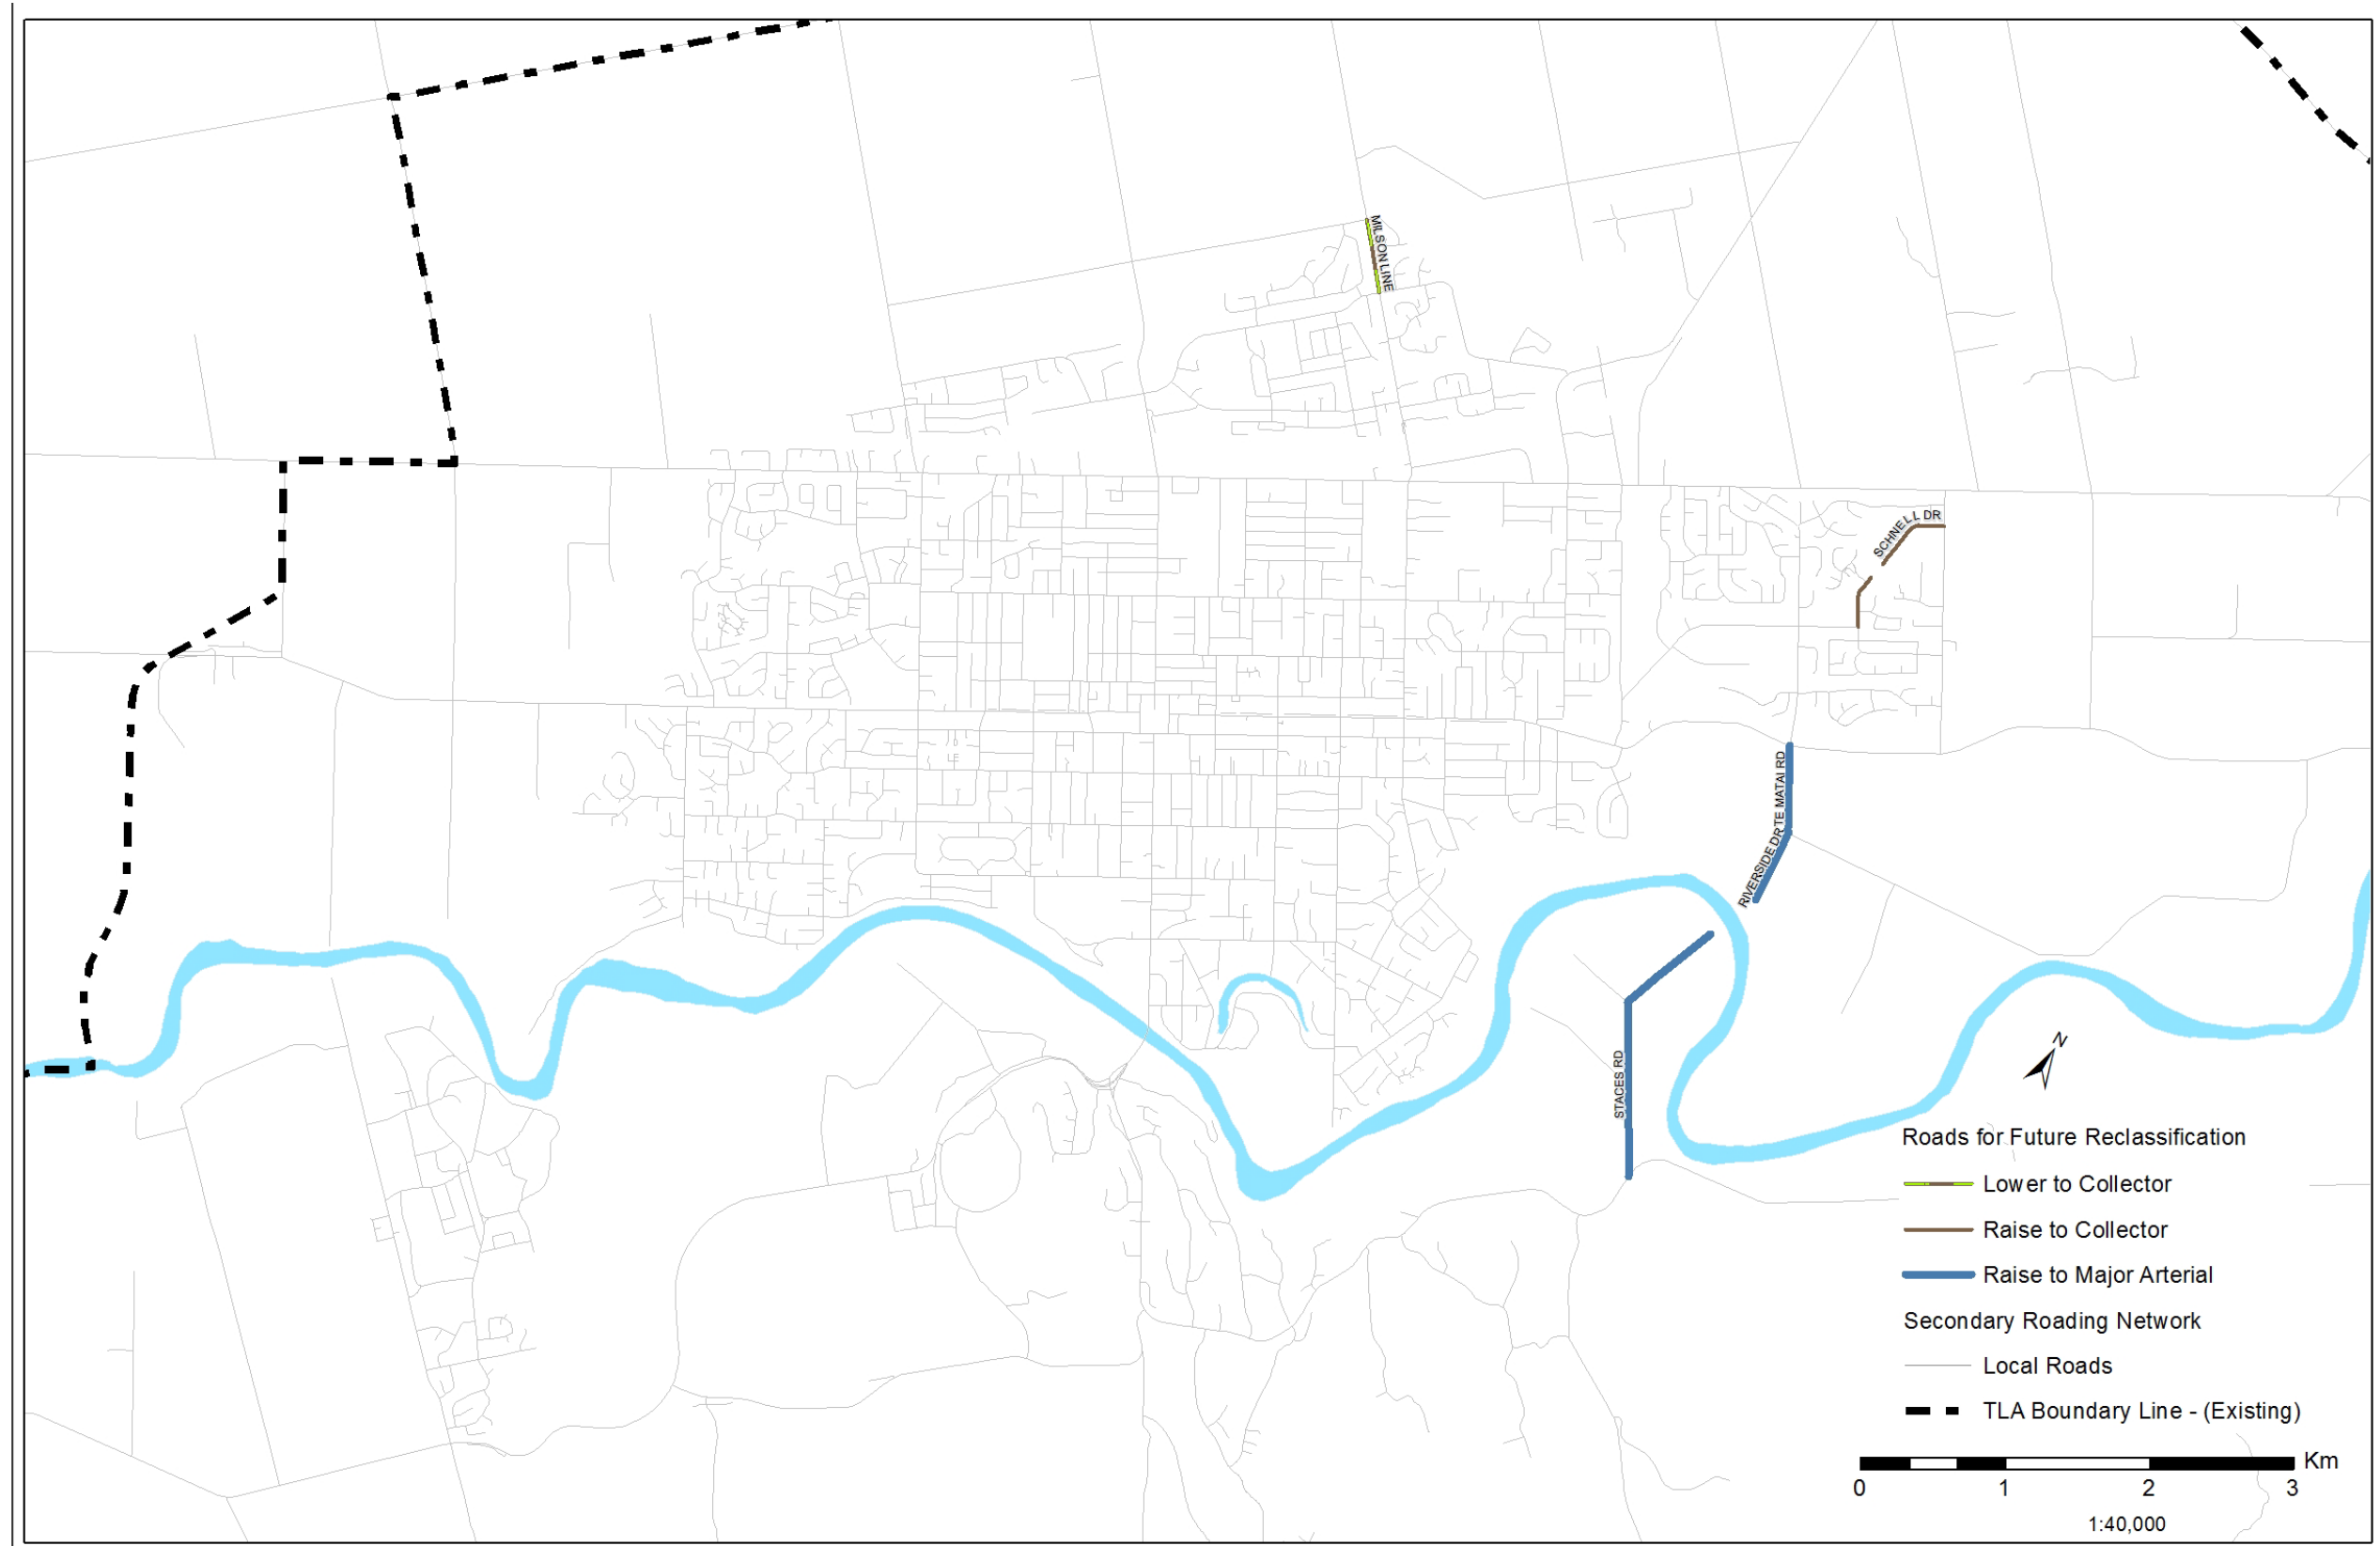 MILSON LINE
SCHNELL DR
TE MATAI RD
RIVERSIDE DR
STACES RD
N
Roads for Future Reclassification
Lower to Collector
Raise to Collector
Raise to Major Arterial
Secondary Roading Network
Local Roads
TLA Boundary Line - (Existing)
Km
0 1 2 3
1:40,000